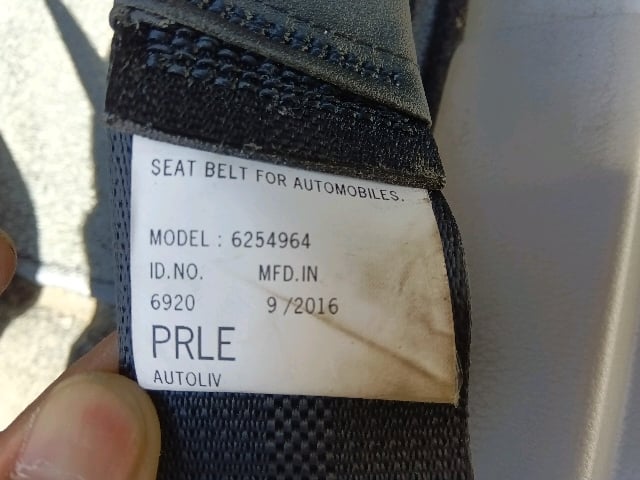 SEAT BELT FOR AUTOMOBILES.
MODEL : 6254964
ID.NO. MFD.IN
6920 9/2016
PRLE
AUTOLIV